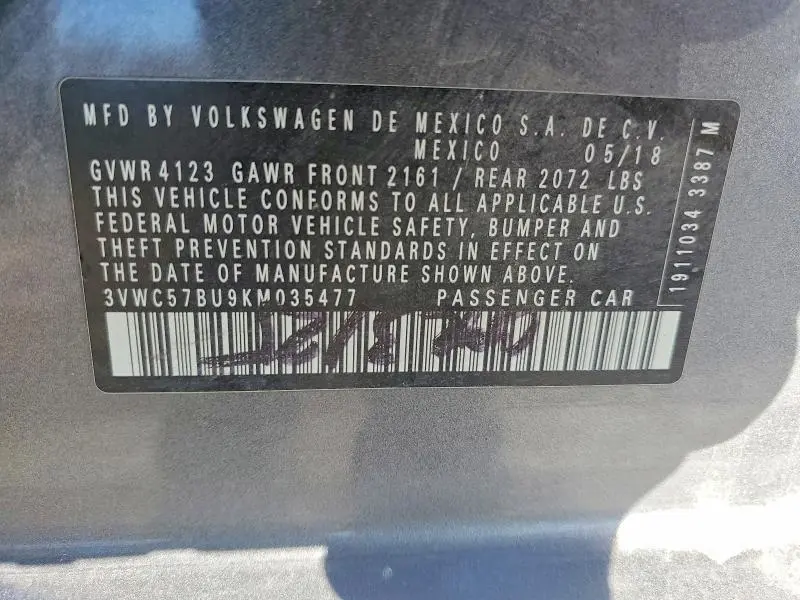 MFD BY VOLKSWAGEN DE MEXICO S.A. DE C.V.
MEXICO 05/18
GVWR 4123 GAWR FRONT 2161 / REAR 2072 LBS
THIS VEHICLE CONFORMS TO ALL APPLICABLE U.S.
FEDERAL MOTOR VEHICLE SAFETY, BUMPER AND
THEFT PREVENTION STANDARDS IN EFFECT ON
THE DATE OF MANUFACTURE SHOWN ABOVE.
3VWC57BU9KM035477 PASSENGER CAR
1911034 3387 M